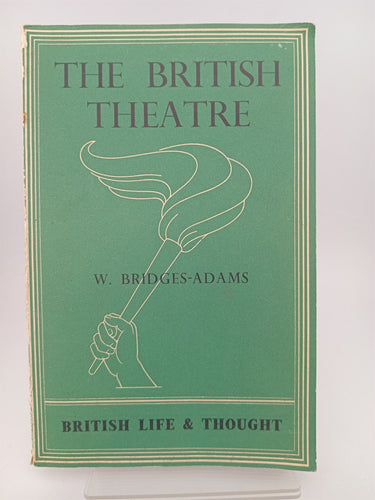 THE BRITISH
THEATRE
W. BRIDGES-ADAMS
BRITISH LIFE & THOUGHT